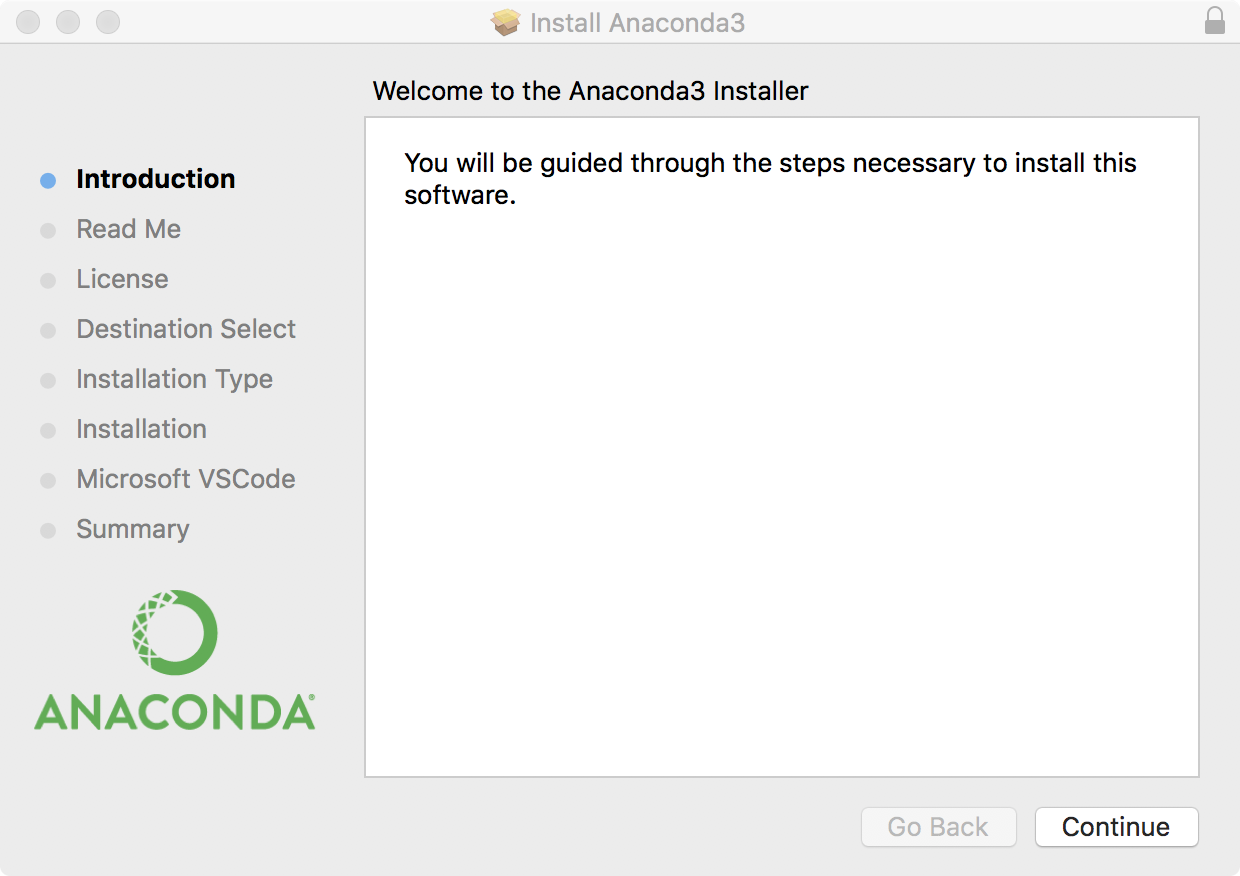 Install Anaconda3
Welcome to the Anaconda3 Installer
Introduction
Read Me
License
Destination Select
Installation Type
Installation
Microsoft VSCode
Summary
ANACONDA®
You will be guided through the steps necessary to install this
software.
Go Back
Continue